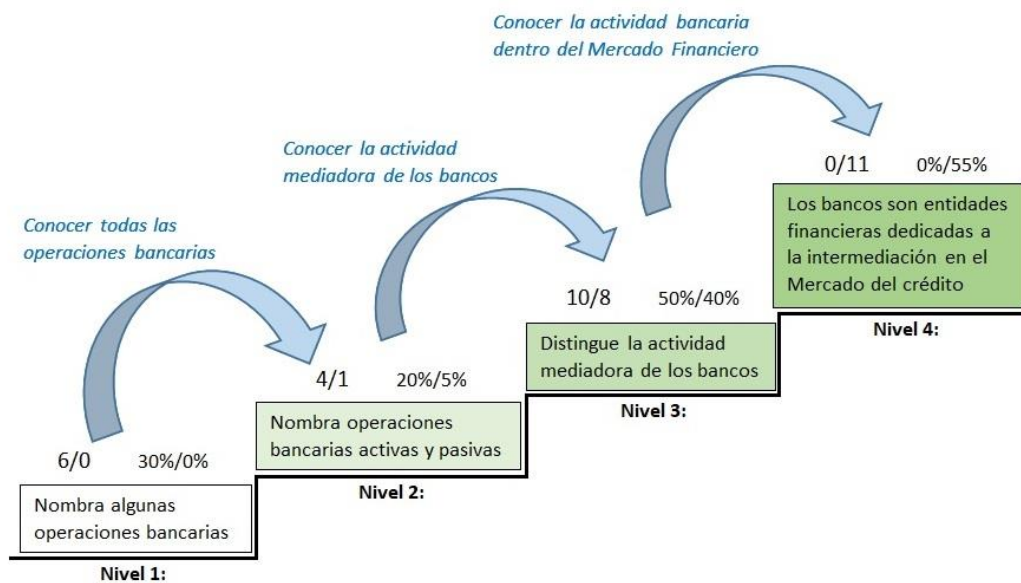 Conocer la actividad bancaria
dentro del Mercado Financiero
Conocer la actividad
mediadora de los bancos
0/11 0%/55%
Los bancos son entidades
financieras dedicadas a
la intermediación en el
Mercado del crédito
Nivel 4:
Conocer todas las
operaciones bancarias
10/8 50%/40%
Distingue la actividad
mediadora de los bancos
Nivel 3:
4/1 20%/5%
Nombra operaciones
bancarias activas y pasivas
Nivel 2:
6/0 30%/0%
Nombra algunas
operaciones bancarias
Nivel 1: